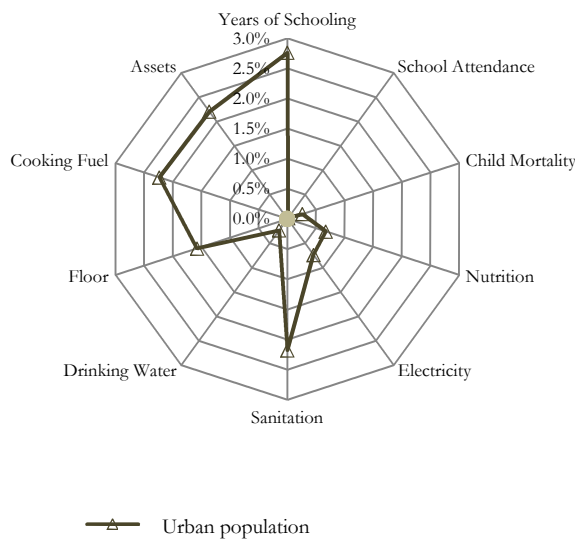 Years of Schooling
3.0%
2.5%
2.0%
1.5%
1.0%
0.5%
0.0%
School Attendance
Child Mortality
Nutrition
Electricity
Sanitation
Drinking Water
Floor
Cooking Fuel
Assets
Urban population